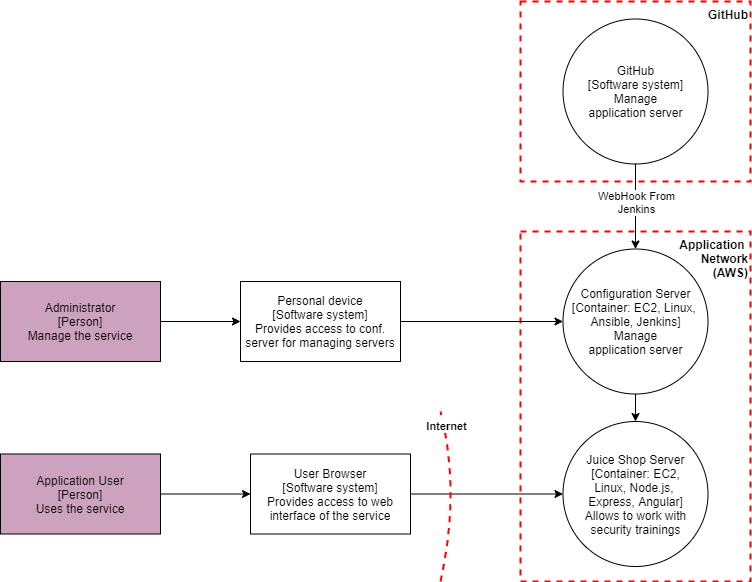 GitHub
GitHub
[Software system]
Manage
application server
WebHook From
Jenkins
Application
Network
(AWS)
Administrator
[Person]
Manage the service
Personal device
[Software system]
Provides access to conf.
server for managing servers
Configuration Server
[Container: EC2, Linux,
Ansible, Jenkins]
Manage
application server
Internet
Application User
[Person]
Uses the service
User Browser
[Software system]
Provides access to web
interface of the service
Juice Shop Server
[Container: EC2,
Linux, Node.js,
Express, Angular]
Allows to work with
security trainings